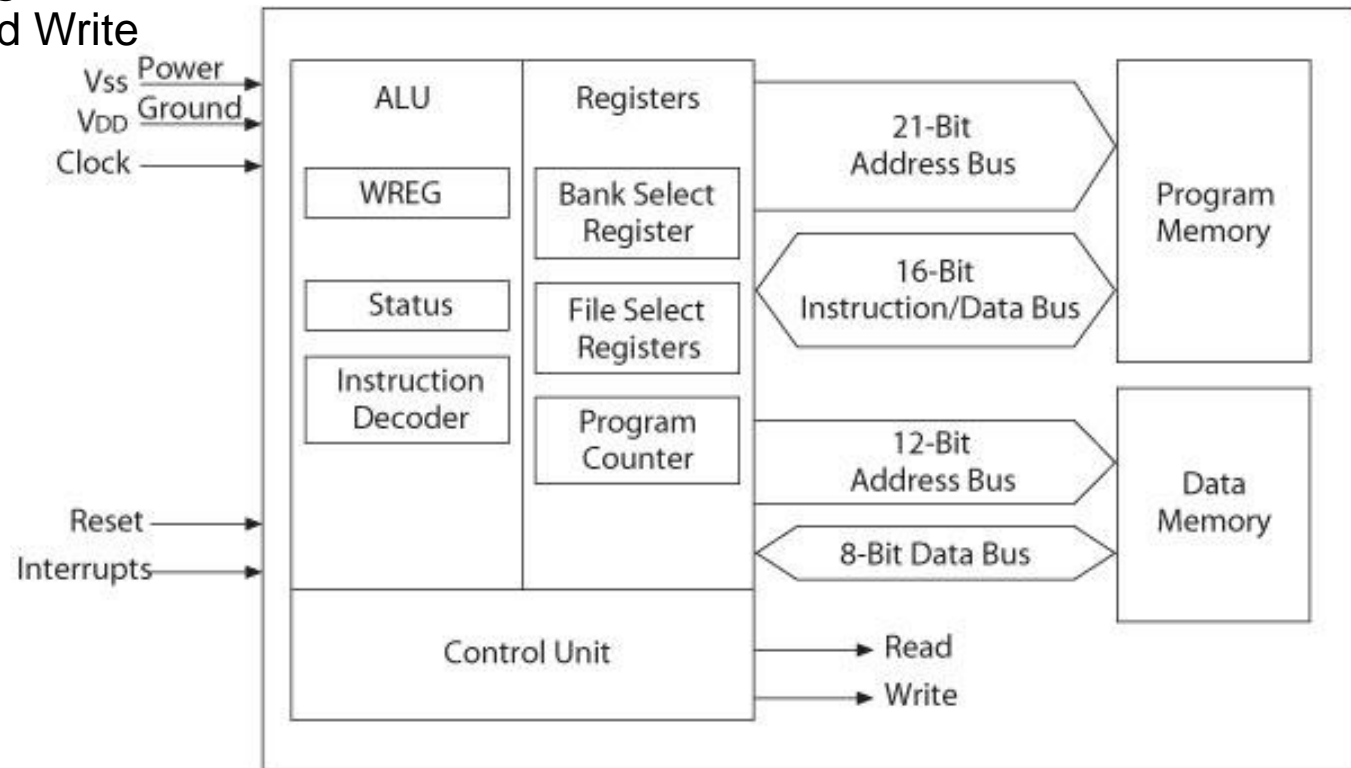 d Write
Vss Power
VDD Ground
Clock
Reset
Interrupts
ALU
WREG
Status
Instruction
Decoder
Registers
Bank Select
Register
File Select
Registers
Program
Counter
Control Unit
21-Bit
Address Bus
16-Bit
Instruction/Data Bus
12-Bit
Address Bus
8-Bit Data Bus
Read
Write
Program
Memory
Data
Memory